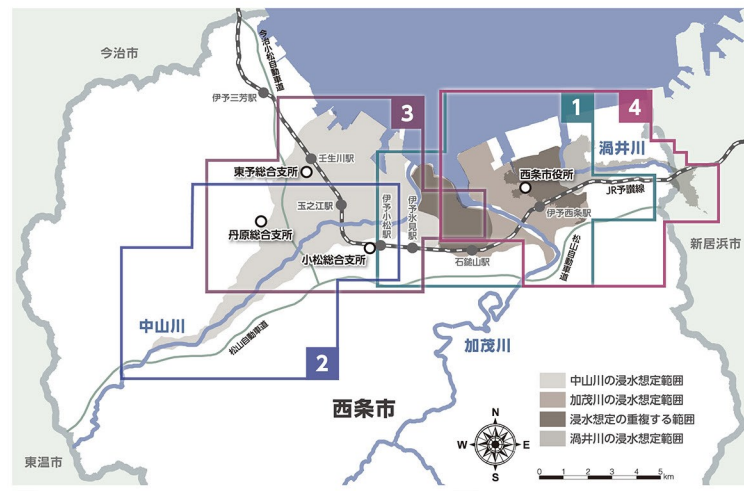 今治市
今治小松自動車道
伊予三芳駅
3
1
4
渦井川
壬生川駅
東予総合支所
西条市役所
JR予讃線
玉之江駅
伊予小松駅
伊予氷見駅
伊予西条駅
丹原総合支所
小松総合支所
石鎚山駅
松山自動車道
新居浜市
中山川
松山自動車道
2
加茂川
西条市
東温市
中山川の浸水想定範囲
加茂川の浸水想定範囲
浸水想定の重複する範囲
渦井川の浸水想定範囲
N
W E
S
0 1 2 3 4 5km